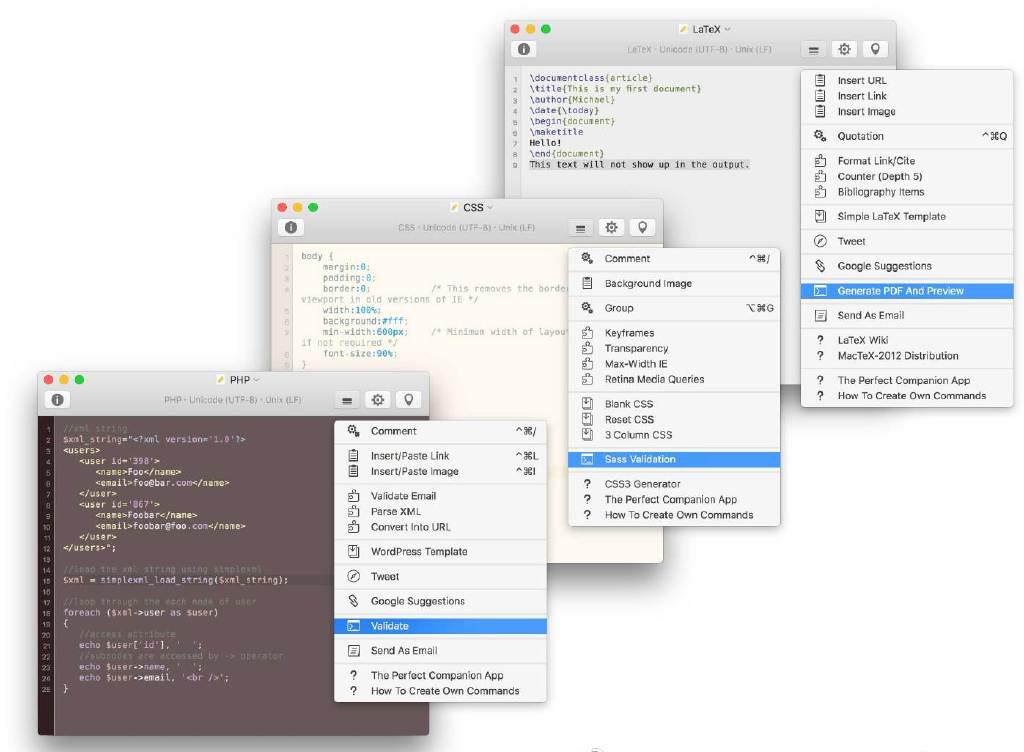 LaTeX
LaTeX · Unicode (UTF-8) · Unix (LF)
1 \documentclass{article}
2 \title{This is my first document}
3 \author{Michael}
4 \date{\today}
5 \begin{document}
6 \maketitle
7 Hello!
8 \end{document}
9 This text will not show up in the output.
Insert URL
Insert Link
Insert Image
Quotation ^⌘Q
Format Link/Cite
Counter (Depth 5)
Bibliography Items
Simple LaTeX Template
Tweet
Google Suggestions
Generate PDF And Preview
Send As Email
? LaTeX Wiki
? MacTeX-2012 Distribution
? The Perfect Companion App
? How To Create Own Commands
CSS
CSS · Unicode (UTF-8) · Unix (LF)
1 body {
2 margin:0;
3 padding:0;
4 border:0; /* This removes the border
viewport in old versions of IE */
5 width:100%;
6 background:#fff;
7 min-width:600px; /* Minimum width of layout
if not required */
8 font-size:90%;
9 }
Comment ^⌘/
Background Image
Group ⌥⌘G
Keyframes
Transparency
Max-Width IE
Retina Media Queries
Blank CSS
Reset CSS
3 Column CSS
Sass Validation
? CSS3 Generator
? The Perfect Companion App
? How To Create Own Commands
PHP
PHP · Unicode (UTF-8) · Unix (LF)
1 //xml string
2 $xml_string="<?xml version='1.0'?>
3 <users>
4 <user id='398'>
5 <name>Foo</name>
6 <email>foo@bar.com</email>
7 </user>
8 <user id='867'>
9 <name>Foobar</name>
10 <email>foobar@foo.com</email>
11 </user>
12 </users>";
13
14 //load the xml string using simplexml
15 $xml = simplexml_load_string($xml_string);
16
17 //loop through the each node of user
18 foreach ($xml->user as $user)
19 {
20 //access attribute
21 echo $user['id'], '  ';
22 //subnodes are accessed by -> operator
23 echo $user->name, '  ';
24 echo $user->email, '<br />';
25 }
Comment ^⌘/
Insert/Paste Link ^⌘L
Insert/Paste Image ^⌘I
Validate Email
Parse XML
Convert Into URL
WordPress Template
Tweet
Google Suggestions
Validate
Send As Email
? The Perfect Companion App
? How To Create Own Commands